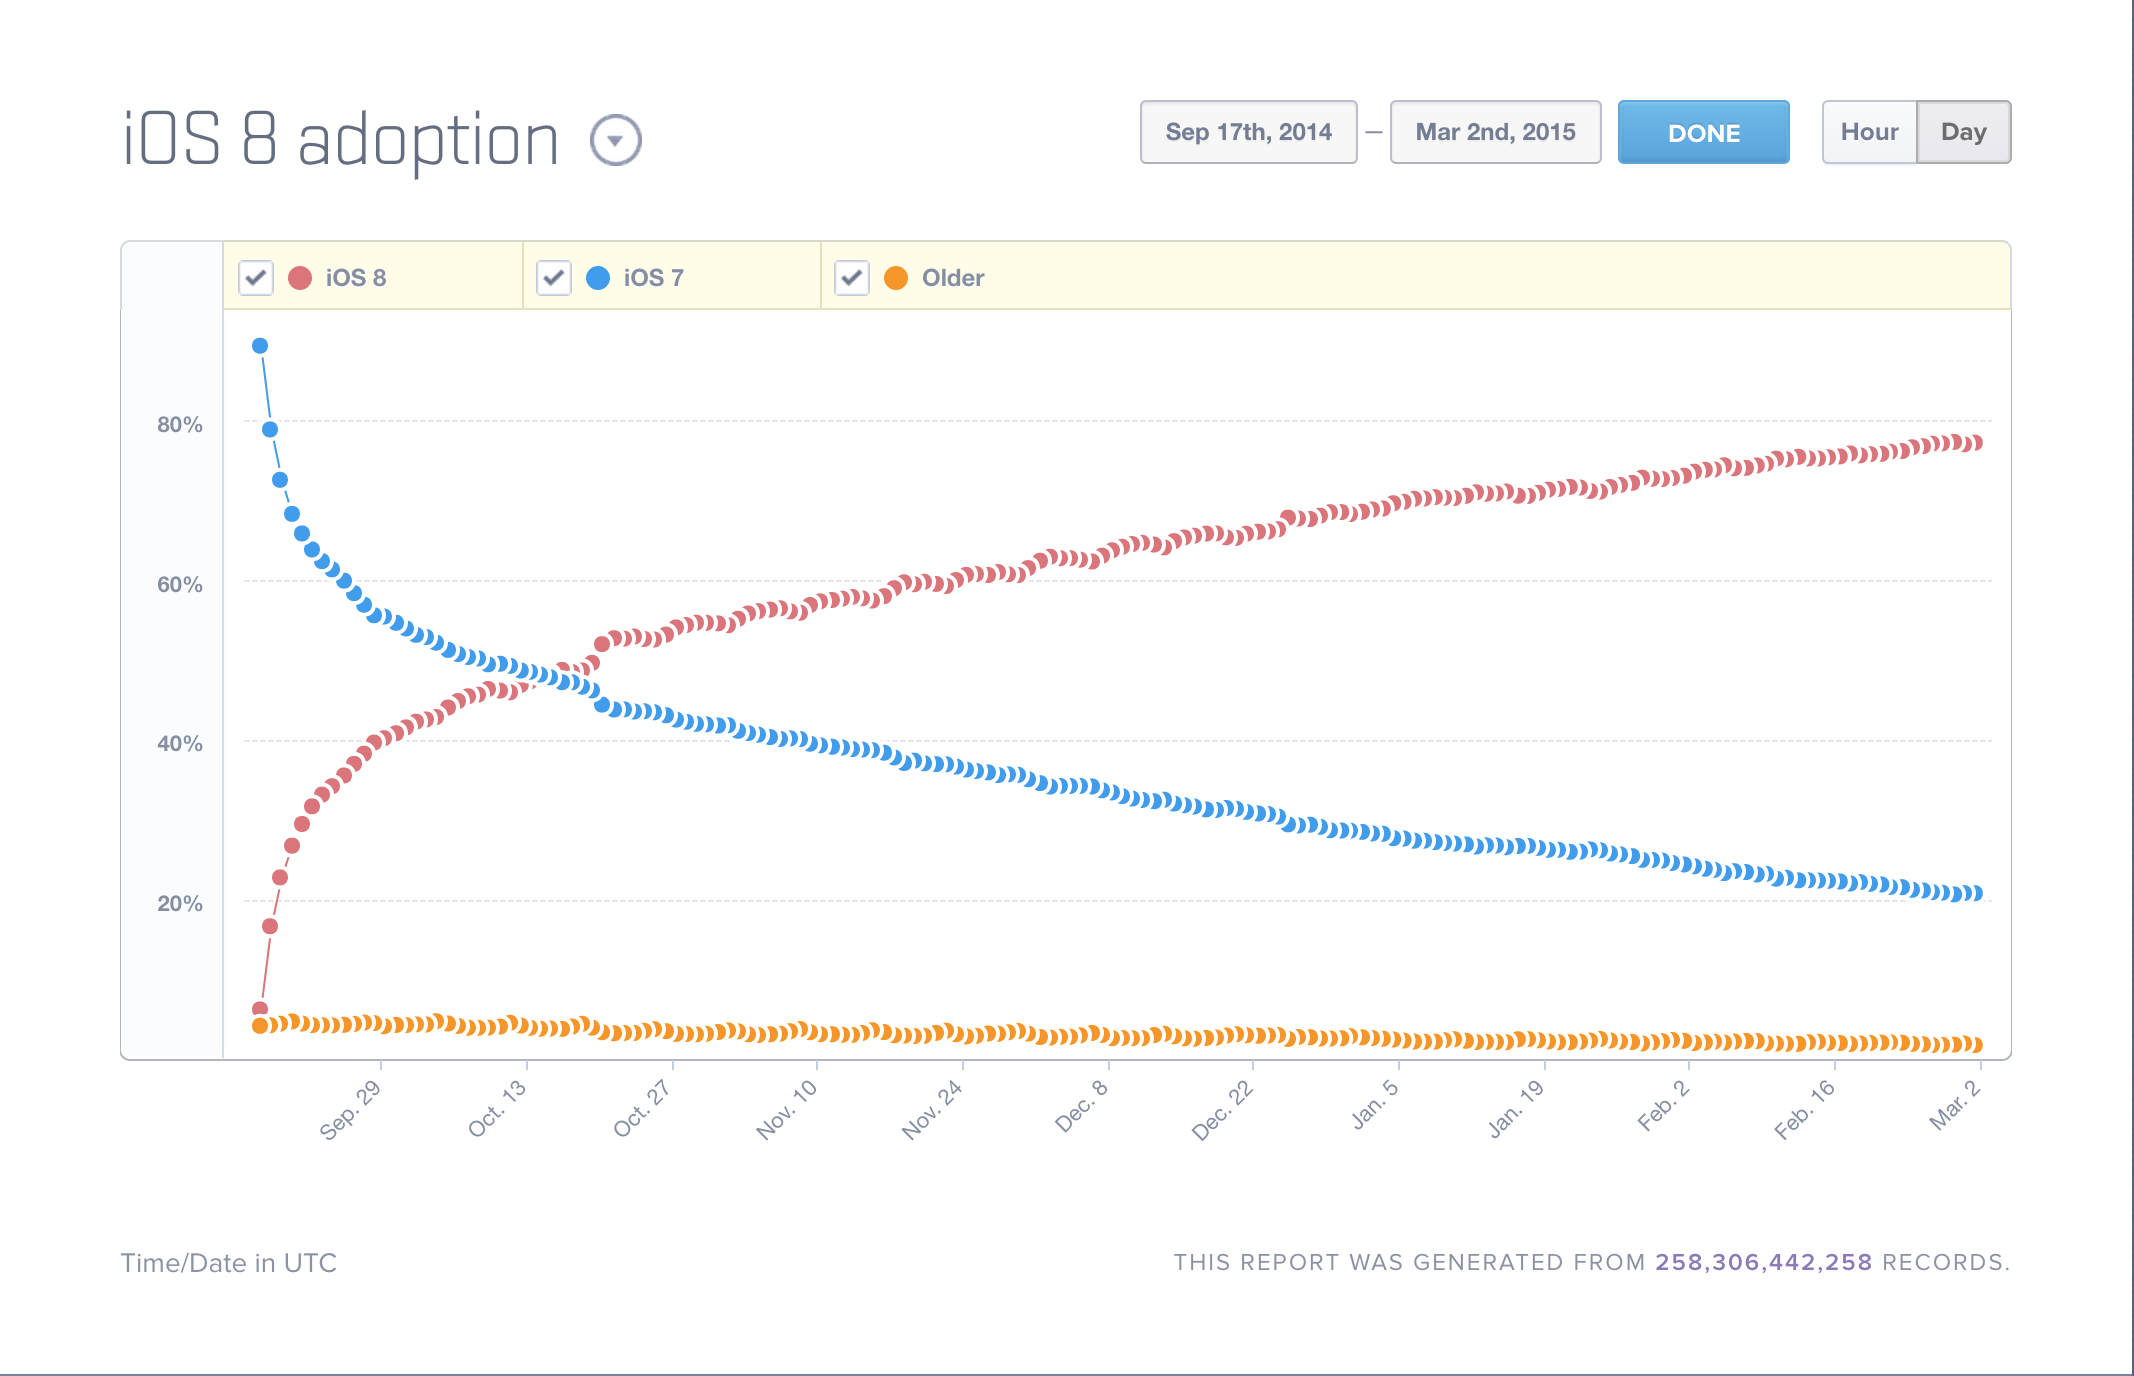 iOS 8 adoption
Sep 17th, 2014 – Mar 2nd, 2015 DONE Hour Day
iOS 8 iOS 7 Older
80%
60%
40%
20%
Sep. 29 Oct. 13 Oct. 27 Nov. 10 Nov. 24 Dec. 8 Dec. 22 Jan. 5 Jan. 19 Feb. 2 Feb. 16 Mar. 2
Time/Date in UTC THIS REPORT WAS GENERATED FROM 258,306,442,258 RECORDS.